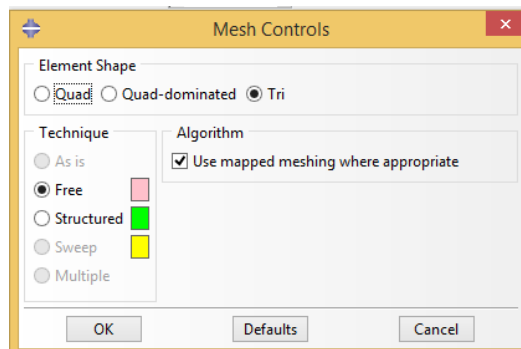 Mesh Controls
Element Shape
Quad Quad-dominated Tri
Technique
As is
Free
Structured
Sweep
Multiple
Algorithm
Use mapped meshing where appropriate
OK Defaults Cancel